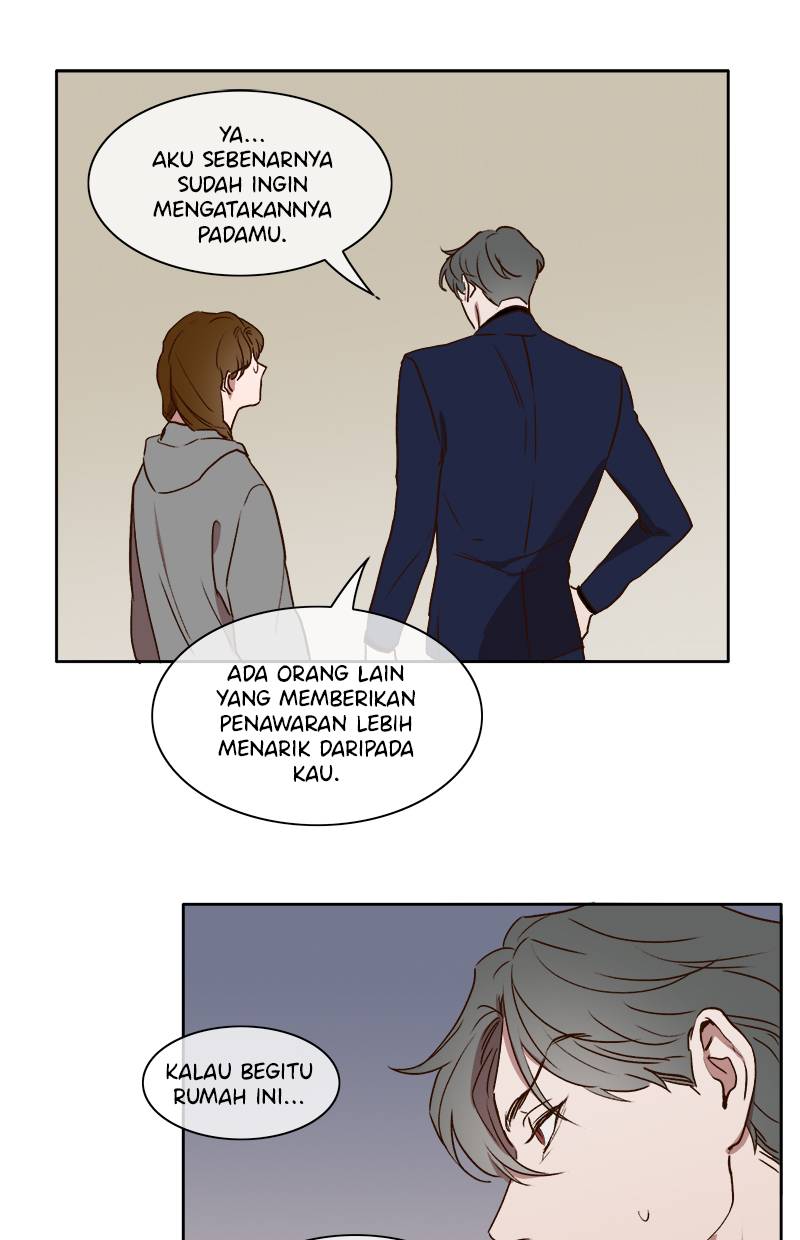 YA...
AKU SEBENARNYA
SUDAH INGIN
MENGATAKANNYA
PADAMU.
ADA ORANG LAIN
YANG MEMBERIKAN
PENAWARAN LEBIH
MENARIK DARIPADA
KAU.
KALAU BEGITU
RUMAH INI...